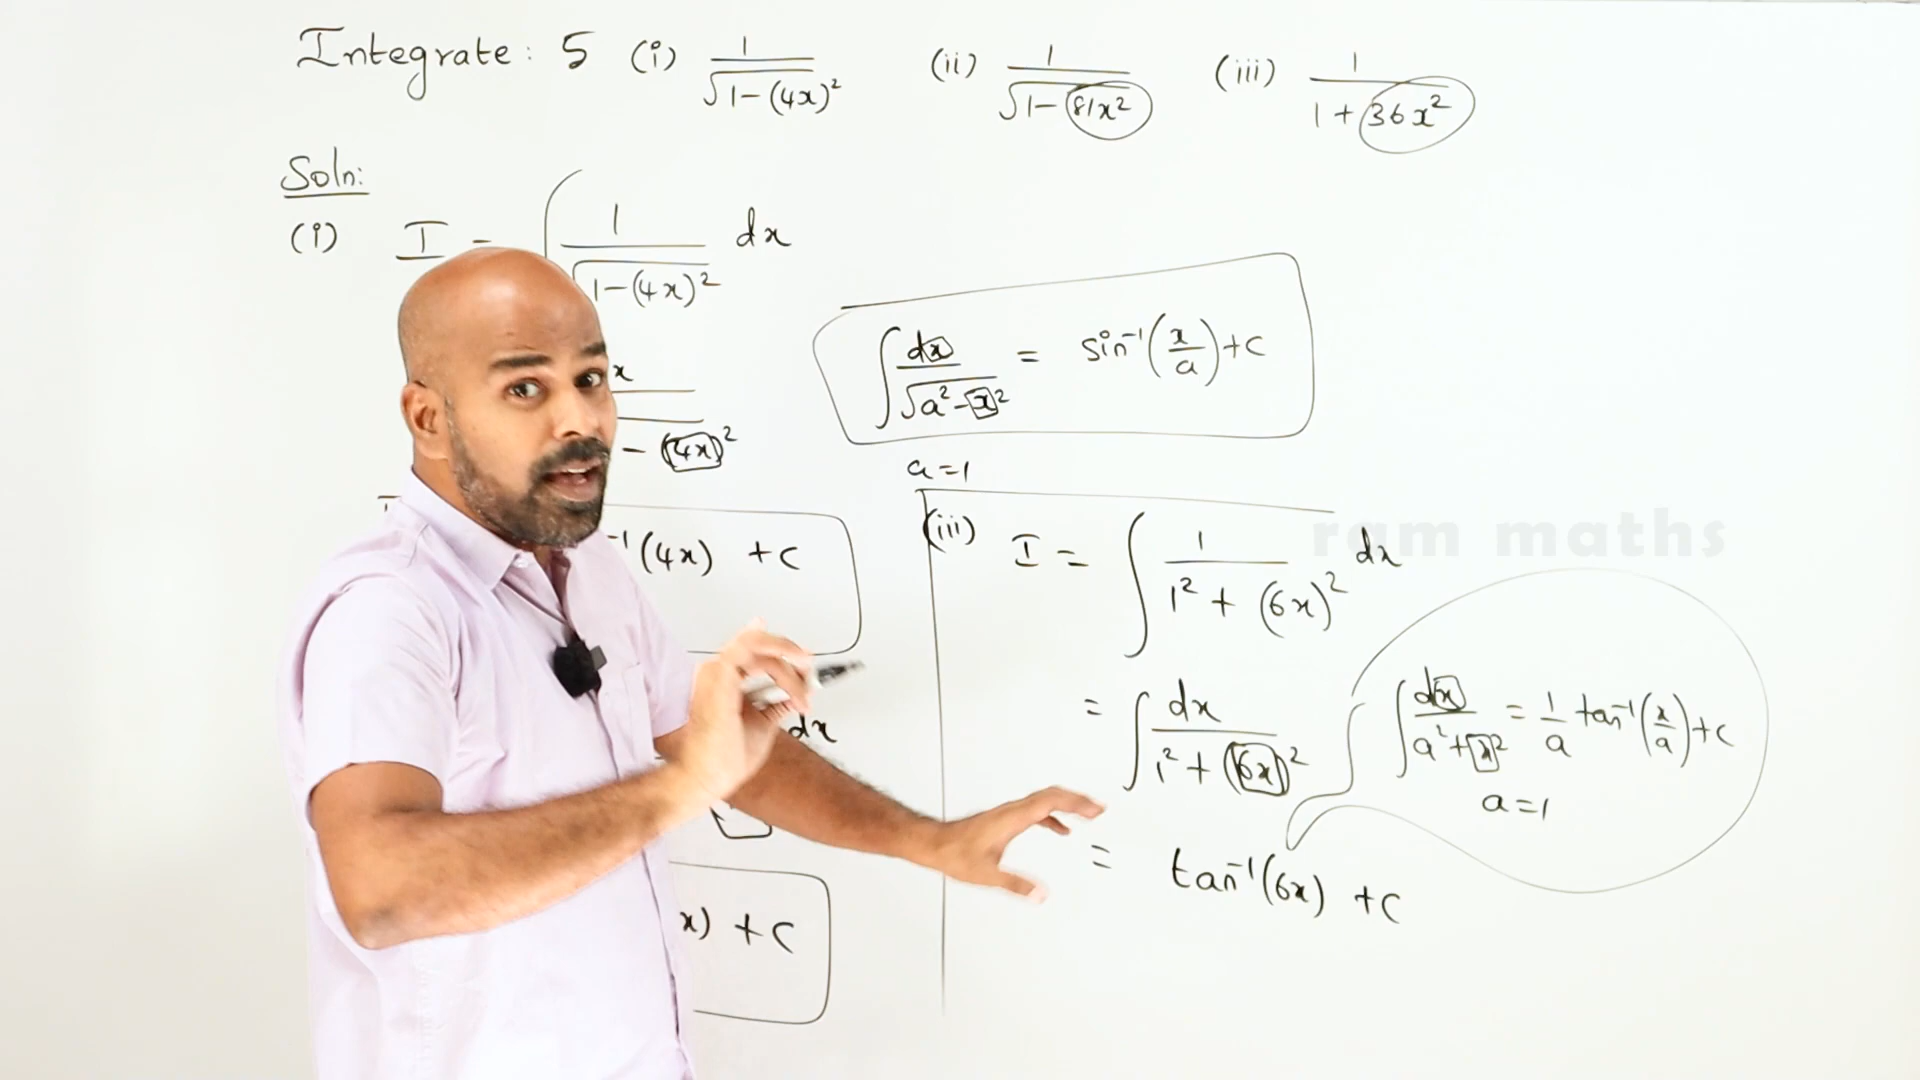 Integrate: 5 (i) 1/√(1-(4x)²) (ii) 1/√(1-81x²) (iii) 1/(1+36x²)
Soln:
(i) I = ∫ 1/√(1-(4x)²) dx
x
- (4x)²
∫ dx/√(a²-x²) = sin⁻¹(x/a)+c
a=1
⁻¹(4x) +c
dx
x) +c
(iii) I = ∫ 1/(1² + (6x)²) dx
= ∫ dx/(1² + (6x)²)
∫ dx/(a²+x²) = 1/a tan⁻¹(x/a)+c
a=1
= tan⁻¹(6x) +c
ram maths